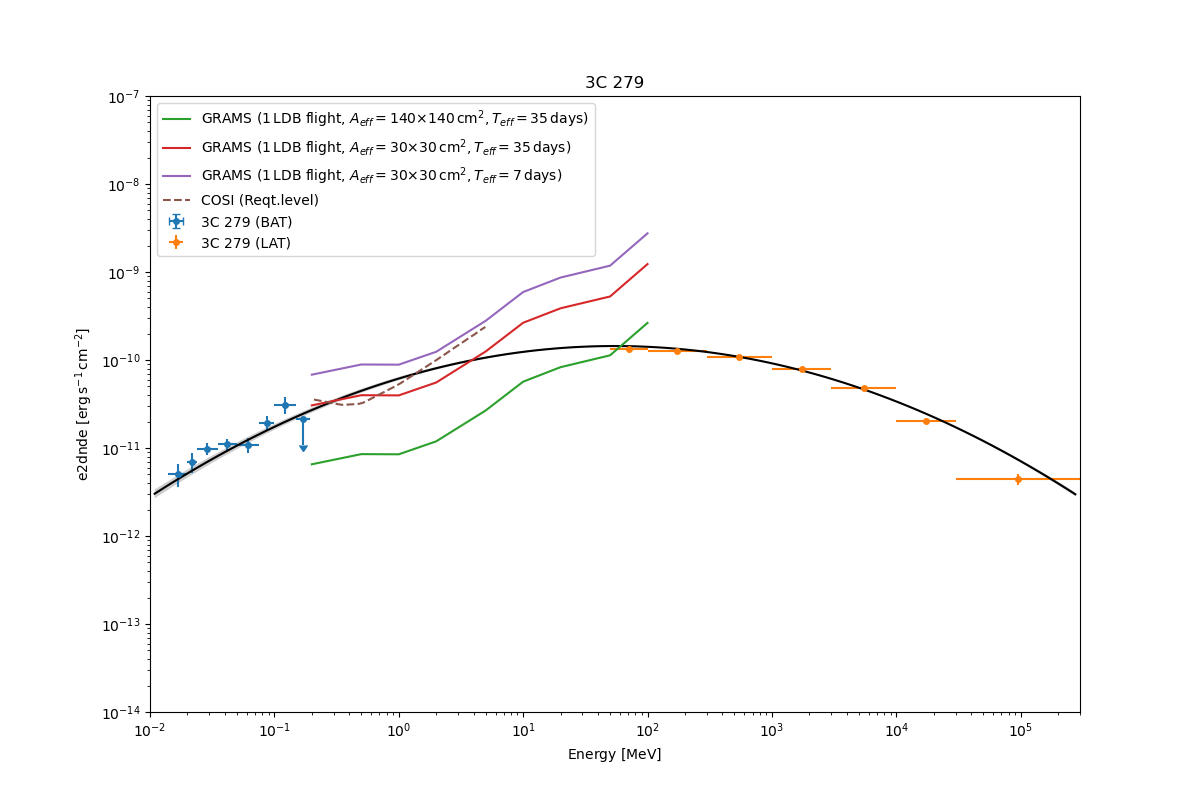 3C 279
GRAMS (1 LDB flight, A_eff = 140×140 cm², T_eff = 35 days)
GRAMS (1 LDB flight, A_eff = 30×30 cm², T_eff = 35 days)
GRAMS (1 LDB flight, A_eff = 30×30 cm², T_eff = 7 days)
COSI (Reqt.level)
3C 279 (BAT)
3C 279 (LAT)
e2dnde [erg s⁻¹ cm⁻²]
10⁻⁷
10⁻⁸
10⁻⁹
10⁻¹⁰
10⁻¹¹
10⁻¹²
10⁻¹³
10⁻¹⁴
10⁻² 10⁻¹ 10⁰ 10¹ 10² 10³ 10⁴ 10⁵
Energy [MeV]